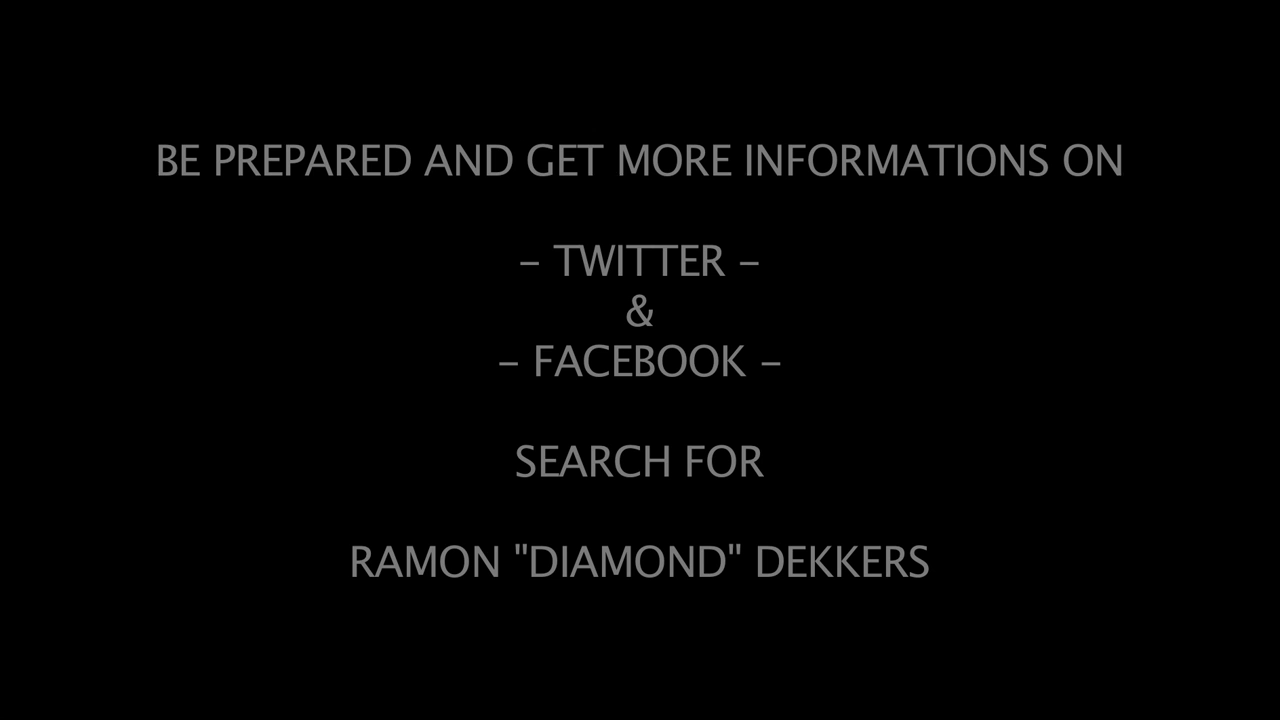 BE PREPARED AND GET MORE INFORMATIONS ON
– TWITTER –
&
– FACEBOOK –
SEARCH FOR
RAMON "DIAMOND" DEKKERS